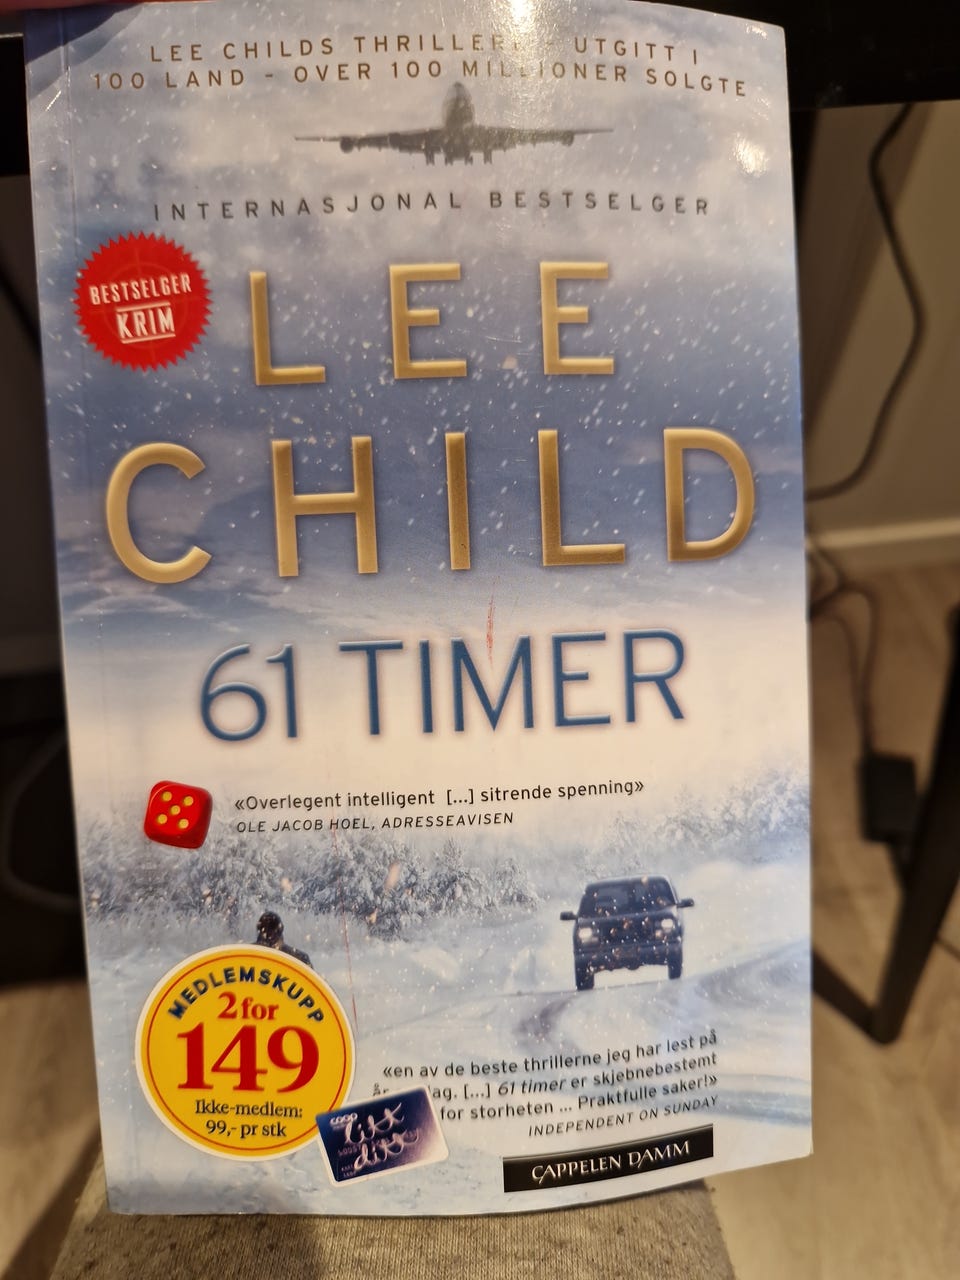 LEE CHILDS THRILLERE - UTGITT I
100 LAND - OVER 100 MILLIONER SOLGTE
INTERNASJONAL BESTSELGER
BESTSELGER
KRIM
LEE
CHILD
61 TIMER
«Overlegent intelligent [...] sitrende spenning»
OLE JACOB HOEL, ADRESSEAVISEN
MEDLEMSKUPP
2 for
149
Ikke-medlem:
99,- pr stk
coop
litt
ditt
«en av de beste thrillerne jeg har lest på
[...] 61 timer er skjebnebestemt
for storheten ... Praktfulle saker!»
INDEPENDENT ON SUNDAY
CAPPELEN DAMM